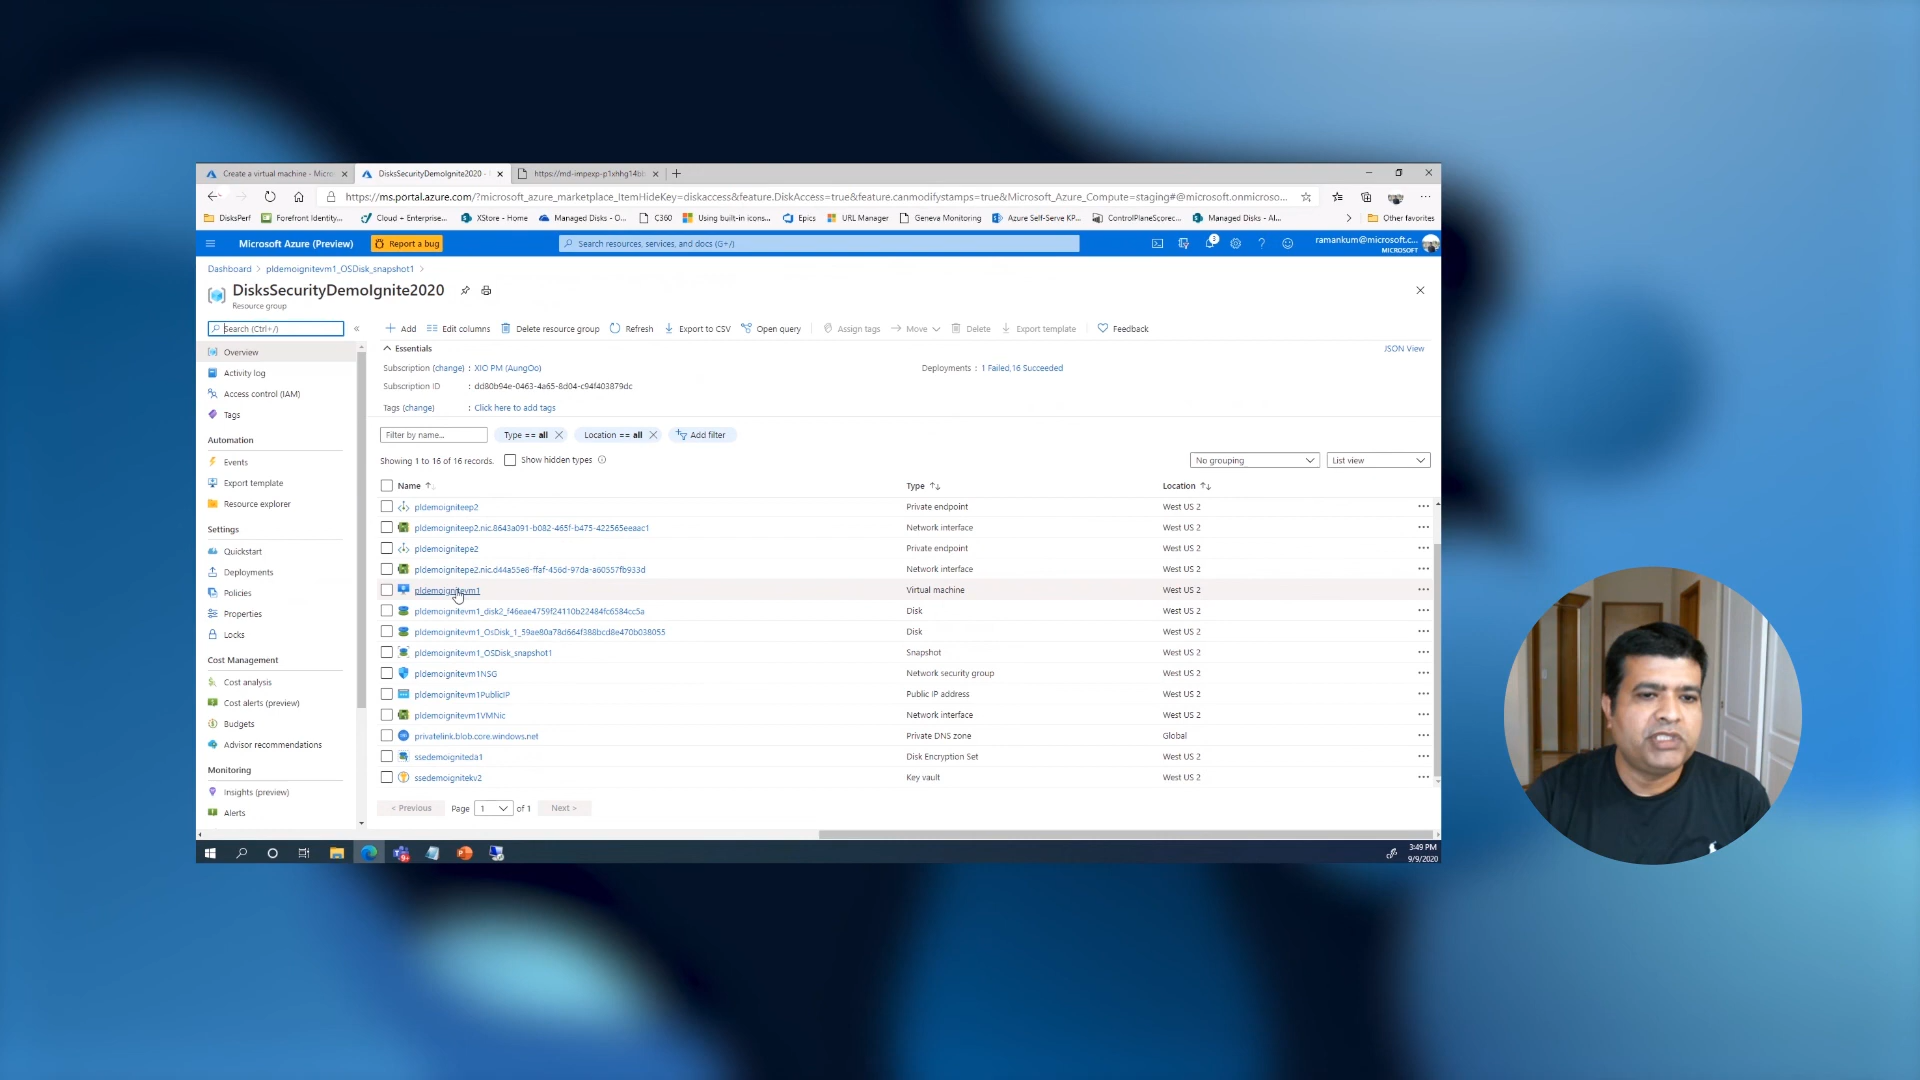 Create a virtual machine - Micro
DisksSecurityDemoIgnite2020 -
https://md-impexp-p1xhhg14b
https://ms.portal.azure.com/?microsoft_azure_marketplace_ItemHideKey=diskaccess&feature.DiskAccess=true&feature.canmodifystamps=true&Microsoft_Azure_Compute=staging#@microsoft.onmicroso...
DisksPerf
Forefront Identity...
Cloud + Enterprise...
XStore - Home
Managed Disks - O...
C360
Using built-in icons...
Epics
URL Manager
Geneva Monitoring
Azure Self-Serve KP...
ControlPlaneScorec...
Managed Disks - Al...
Other favorites
Microsoft Azure (Preview)
Report a bug
Search resources, services, and docs (G+/)
3
ramankum@microsoft.c...
MICROSOFT
Dashboard > pldemoignitevm1_OSDisk_snapshot1 >
DisksSecurityDemoIgnite2020
Resource group
Search (Ctrl+/)
Add
Edit columns
Delete resource group
Refresh
Export to CSV
Open query
Assign tags
Move
Delete
Export template
Feedback
Overview
Activity log
Access control (IAM)
Tags
Automation
Events
Export template
Resource explorer
Settings
Quickstart
Deployments
Policies
Properties
Locks
Cost Management
Cost analysis
Cost alerts (preview)
Budgets
Advisor recommendations
Monitoring
Insights (preview)
Alerts
Essentials
JSON View
Subscription (change) : XIO PM (AungOo)
Deployments : 1 Failed,16 Succeeded
Subscription ID : dd80b94e-0463-4a65-8d04-c94f403879dc
Tags (change) : Click here to add tags
Filter by name...
Type == all
Location == all
Add filter
Showing 1 to 16 of 16 records.
Show hidden types
No grouping
List view
Name Type Location
pldemoigniteep2 Private endpoint West US 2
pldemoigniteep2.nic.8643a091-b082-465f-b475-422565eeaac1 Network interface West US 2
pldemoignitepe2 Private endpoint West US 2
pldemoignitepe2.nic.d44a55e8-ffaf-456d-97da-a60557fb933d Network interface West US 2
pldemoignitevm1 Virtual machine West US 2
pldemoignitevm1_disk2_f46eae4759f24110b22484fc6584cc5a Disk West US 2
pldemoignitevm1_OsDisk_1_59ae80a78d664f388bcd8e470b038055 Disk West US 2
pldemoignitevm1_OSDisk_snapshot1 Snapshot West US 2
pldemoignitevm1NSG Network security group West US 2
pldemoignitevm1PublicIP Public IP address West US 2
pldemoignitevm1VMNic Network interface West US 2
privatelink.blob.core.windows.net Private DNS zone Global
ssedemoigniteda1 Disk Encryption Set West US 2
ssedemoignitekv2 Key vault West US 2
< Previous
Page 1 of 1
Next >
3:49 PM
9/9/2020